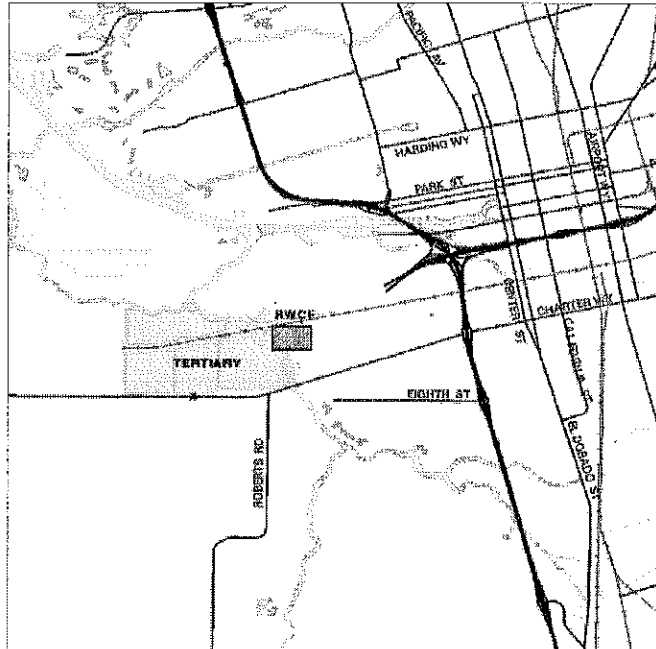 PACIFIC AV
HARDING WY
AIRPORT WY
PARK ST
CENTER ST
CHARTER WY
RWCF
TERTIARY
CALIFORNIA ST
EIGHTH ST
EL DORADO ST
ROBERTS RD